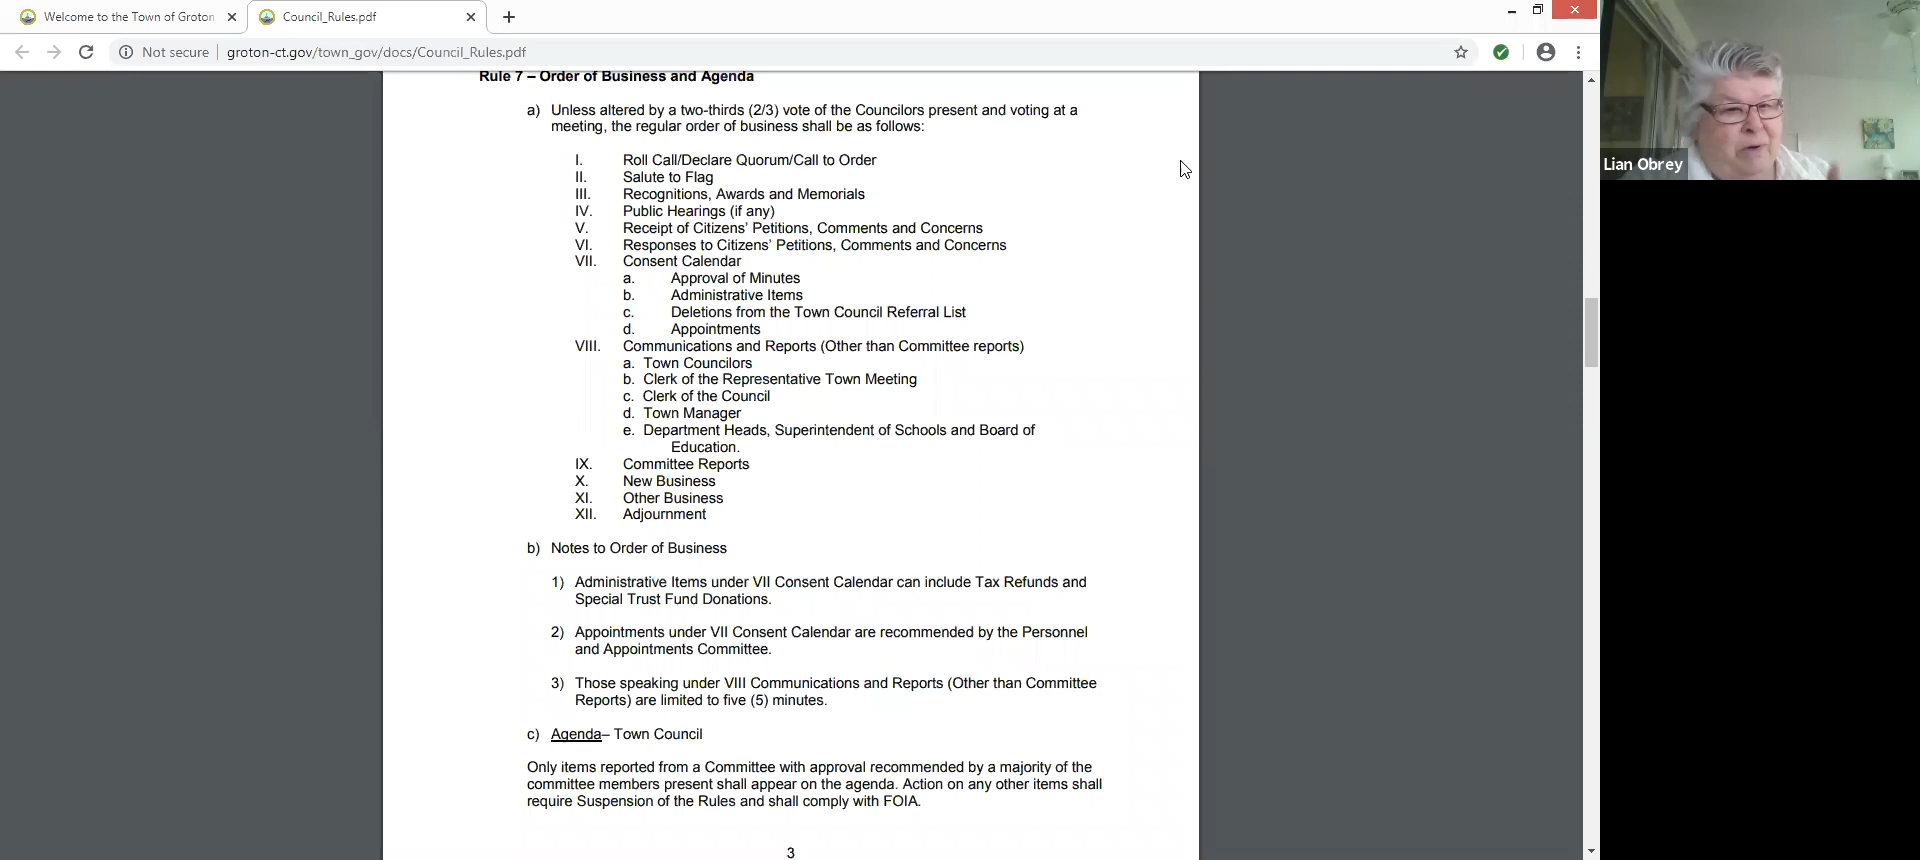 Welcome to the Town of Groton
Council_Rules.pdf
Not secure
groton-ct.gov/town_gov/docs/Council_Rules.pdf
Lian Obrey
Rule 7 – Order of Business and Agenda
a) Unless altered by a two-thirds (2/3) vote of the Councilors present and voting at a
meeting, the regular order of business shall be as follows:
I. Roll Call/Declare Quorum/Call to Order
II. Salute to Flag
III. Recognitions, Awards and Memorials
IV. Public Hearings (if any)
V. Receipt of Citizens' Petitions, Comments and Concerns
VI. Responses to Citizens' Petitions, Comments and Concerns
VII. Consent Calendar
a. Approval of Minutes
b. Administrative Items
c. Deletions from the Town Council Referral List
d. Appointments
VIII. Communications and Reports (Other than Committee reports)
a. Town Councilors
b. Clerk of the Representative Town Meeting
c. Clerk of the Council
d. Town Manager
e. Department Heads, Superintendent of Schools and Board of
Education.
IX. Committee Reports
X. New Business
XI. Other Business
XII. Adjournment
b) Notes to Order of Business
1) Administrative Items under VII Consent Calendar can include Tax Refunds and
Special Trust Fund Donations.
2) Appointments under VII Consent Calendar are recommended by the Personnel
and Appointments Committee.
3) Those speaking under VIII Communications and Reports (Other than Committee
Reports) are limited to five (5) minutes.
c) Agenda– Town Council
Only items reported from a Committee with approval recommended by a majority of the
committee members present shall appear on the agenda. Action on any other items shall
require Suspension of the Rules and shall comply with FOIA.
3